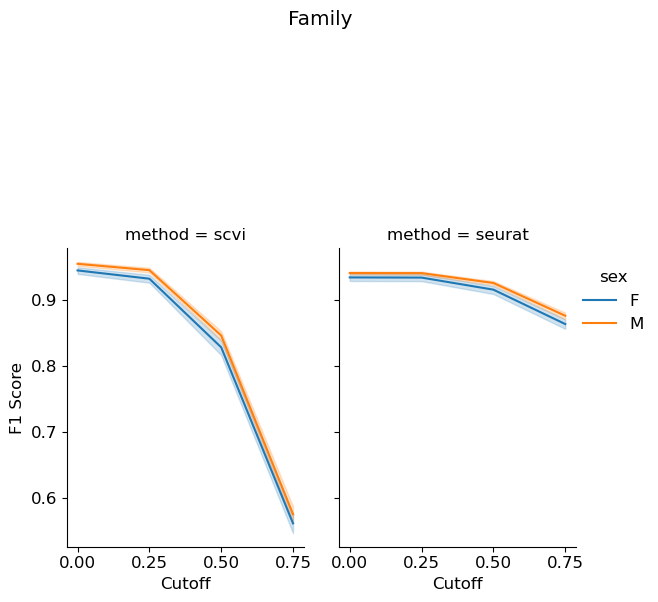 Family
method = scvi
method = seurat
F1 Score
0.9
0.8
0.7
0.6
0.00 0.25 0.50 0.75
0.00 0.25 0.50 0.75
Cutoff
Cutoff
sex
F
M